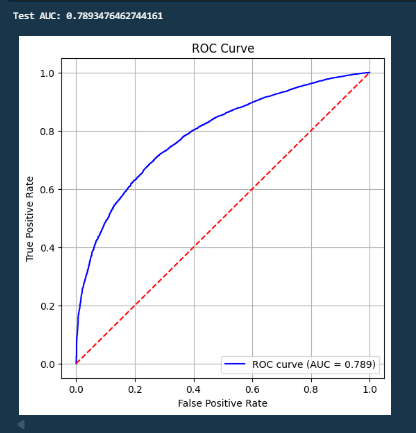 Test AUC: 0.7893476462744161
ROC Curve
1.0
0.8
0.6
0.4
0.2
0.0
True Positive Rate
ROC curve (AUC = 0.789)
0.0 0.2 0.4 0.6 0.8 1.0
False Positive Rate